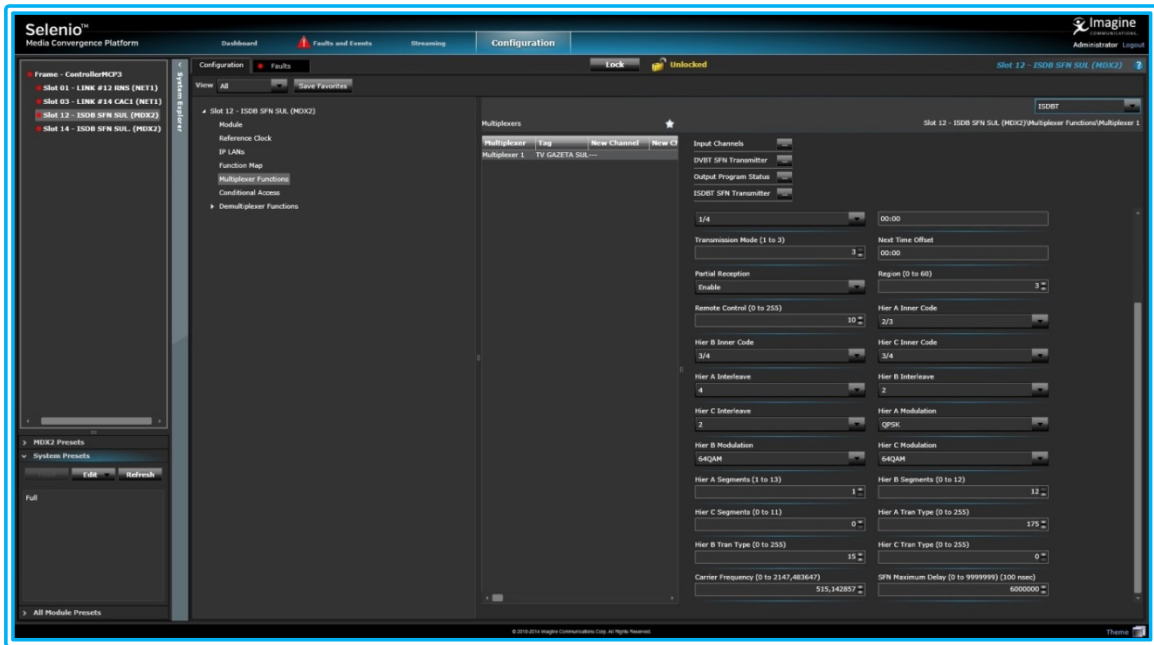 Selenio™
Media Convergence Platform
Dashboard
Faults and Events
Streaming
Configuration
Imagine
COMMUNICATIONS
Administrator Logout
Frame - ControllerMCP3
Slot 01 - LINK #12 RNS (NET1)
Slot 03 - LINK #14 CAC1 (NET1)
Slot 12 - ISDB SFN SUL (MDX2)
Slot 14 - ISDB SFN SUL. (MDX2)
System Explorer
Configuration
Faults
Lock
Unlocked
Slot 12 - ISDB SFN SUL (MDX2) ?
View All
Save Favorites
Slot 12 - ISDB SFN SUL (MDX2)
Module
Reference Clock
IP LANs
Function Map
Multiplexer Functions
Conditional Access
Demultiplexer Functions
Multiplexers
Multiplexer Tag New Channel New Cl
Multiplexer 1 TV GAZETA SUL---
ISDBT
Slot 12 - ISDB SFN SUL (MDX2)\Multiplexer Functions\Multiplexer 1
Input Channels
DVBT SFN Transmitter
Output Program Status
ISDBT SFN Transmitter
1/4 00:00
Transmission Mode (1 to 3) Next Time Offset
3 00:00
Partial Reception Region (0 to 60)
Enable 3
Remote Control (0 to 255) Hier A Inner Code
10 2/3
Hier B Inner Code Hier C Inner Code
3/4 3/4
Hier A Interleave Hier B Interleave
4 2
Hier C Interleave Hier A Modulation
2 QPSK
Hier B Modulation Hier C Modulation
64QAM 64QAM
Hier A Segments (1 to 13) Hier B Segments (0 to 12)
1 12
Hier C Segments (0 to 11) Hier A Tran Type (0 to 255)
0 175
Hier B Tran Type (0 to 255) Hier C Tran Type (0 to 255)
15 0
Carrier Frequency (0 to 2147,483647) SFN Maximum Delay (0 to 9999999) (100 nsec)
515,142857 6000000
MDX2 Presets
System Presets
Edit
Refresh
Full
All Module Presets
© 2010-2014 Imagine Communications Corp. All Rights Reserved.
Theme